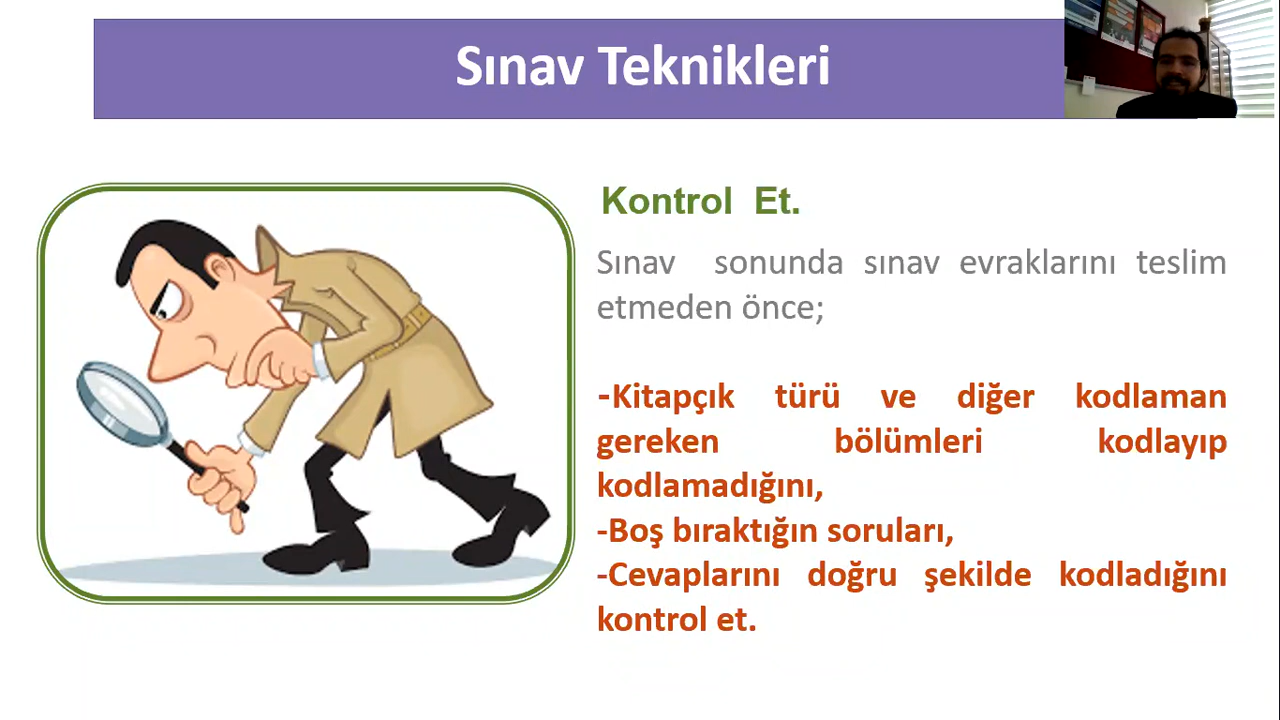 Sınav Teknikleri
Kontrol Et.
Sınav sonunda sınav evraklarını teslim
etmeden önce;
-Kitapçık türü ve diğer kodlaman
gereken bölümleri kodlayıp
kodlamadığını,
-Boş bıraktığın soruları,
-Cevaplarını doğru şekilde kodladığını
kontrol et.